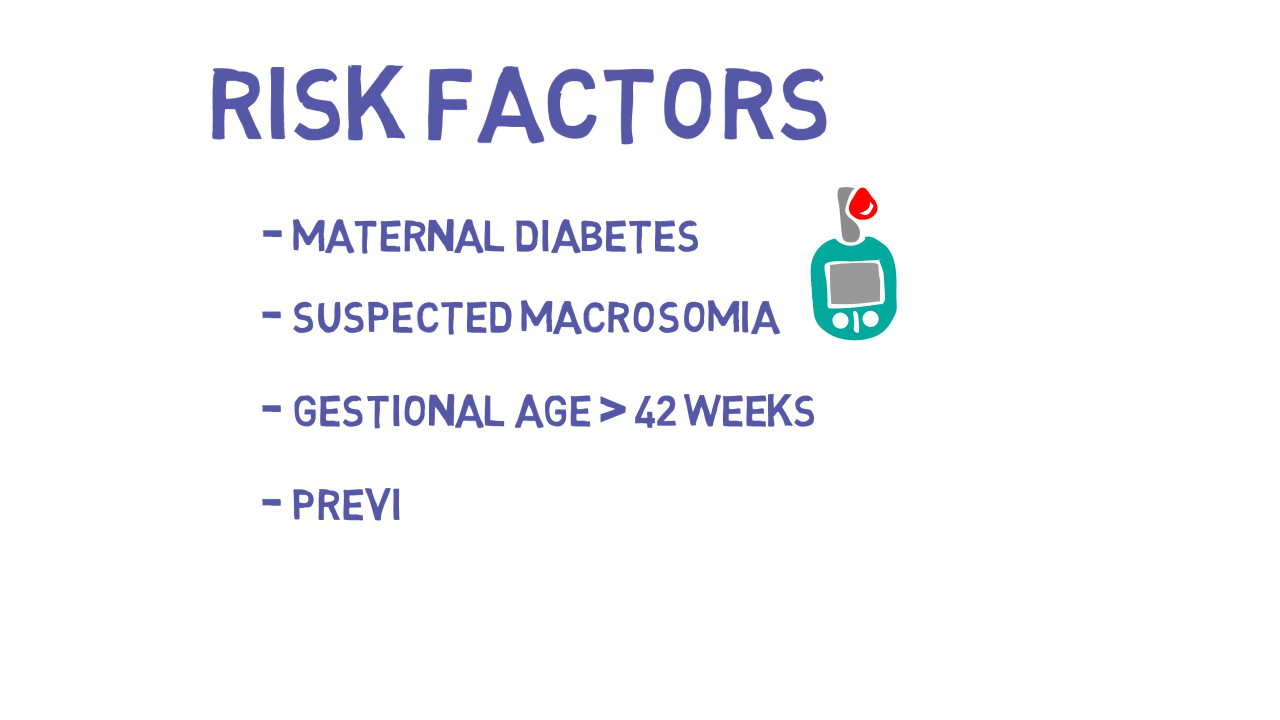 RISK FACTORS
- MATERNAL DIABETES
- SUSPECTED MACROSOMIA
- GESTIONAL AGE > 42 WEEKS
- PREVI